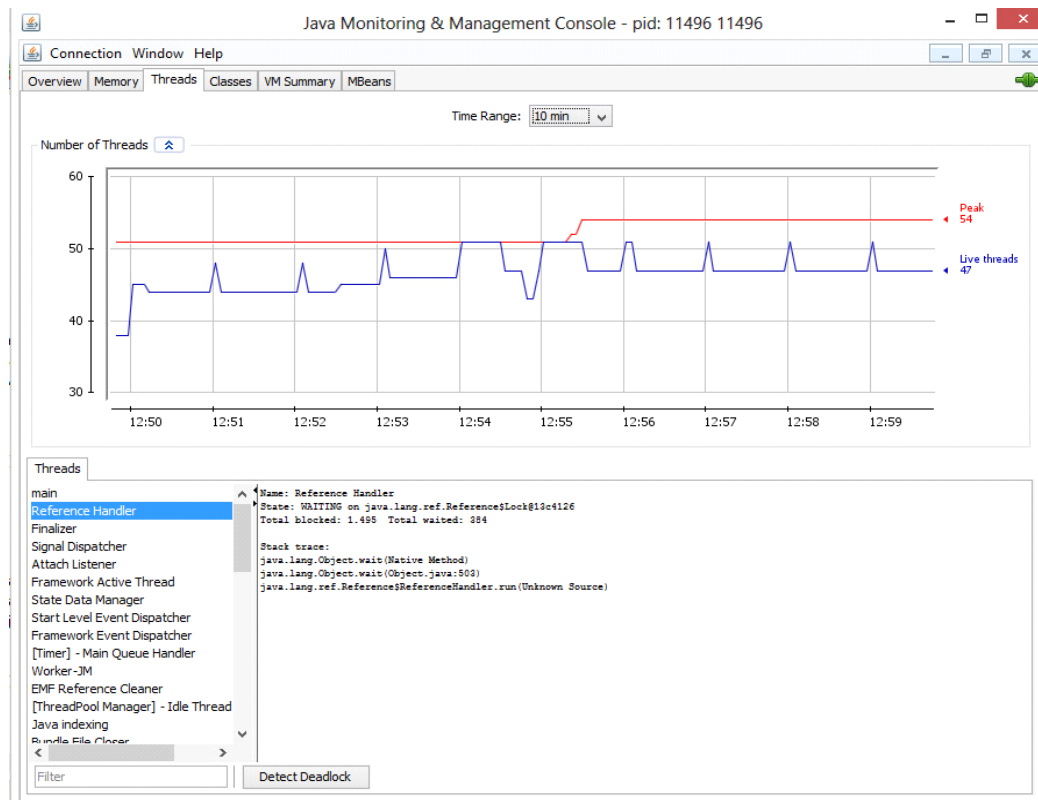 Java Monitoring & Management Console - pid: 11496 11496
Connection Window Help
Overview Memory Threads Classes VM Summary MBeans
Time Range: 10 min
Number of Threads
60
50
40
30
Peak
54
Live threads
47
12:50 12:51 12:52 12:53 12:54 12:55 12:56 12:57 12:58 12:59
Threads
main
Reference Handler
Finalizer
Signal Dispatcher
Attach Listener
Framework Active Thread
State Data Manager
Start Level Event Dispatcher
Framework Event Dispatcher
[Timer] - Main Queue Handler
Worker-JM
EMF Reference Cleaner
[ThreadPool Manager] - Idle Thread
Java indexing
Bundle File Closer
Name: Reference Handler
State: WAITING on java.lang.ref.Reference$Lock@13c4126
Total blocked: 1.495 Total waited: 384
Stack trace:
java.lang.Object.wait(Native Method)
java.lang.Object.wait(Object.java:503)
java.lang.ref.Reference$ReferenceHandler.run(Unknown Source)
Filter
Detect Deadlock